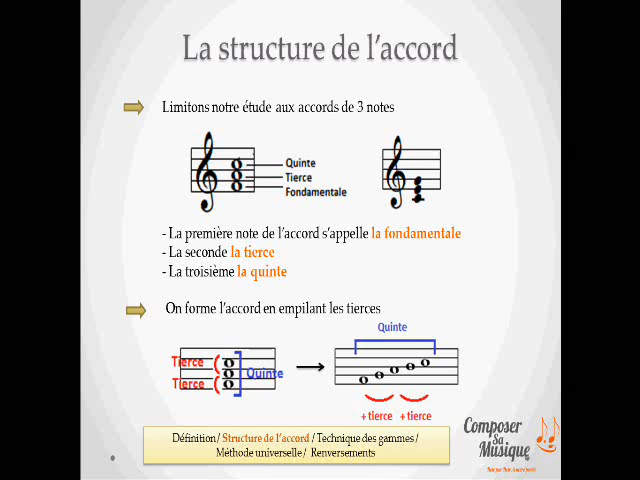 La structure de l'accord
Limitons notre étude aux accords de 3 notes
Quinte
Tierce
Fondamentale
- La première note de l'accord s'appelle la fondamentale
- La seconde la tierce
- La troisième la quinte
On forme l'accord en empilant les tierces
Quinte
Tierce
Quinte
Tierce
+ tierce + tierce
Définition / Structure de l'accord / Technique des gammes /
Méthode universelle / Renversements
Composer
Sa
Musique